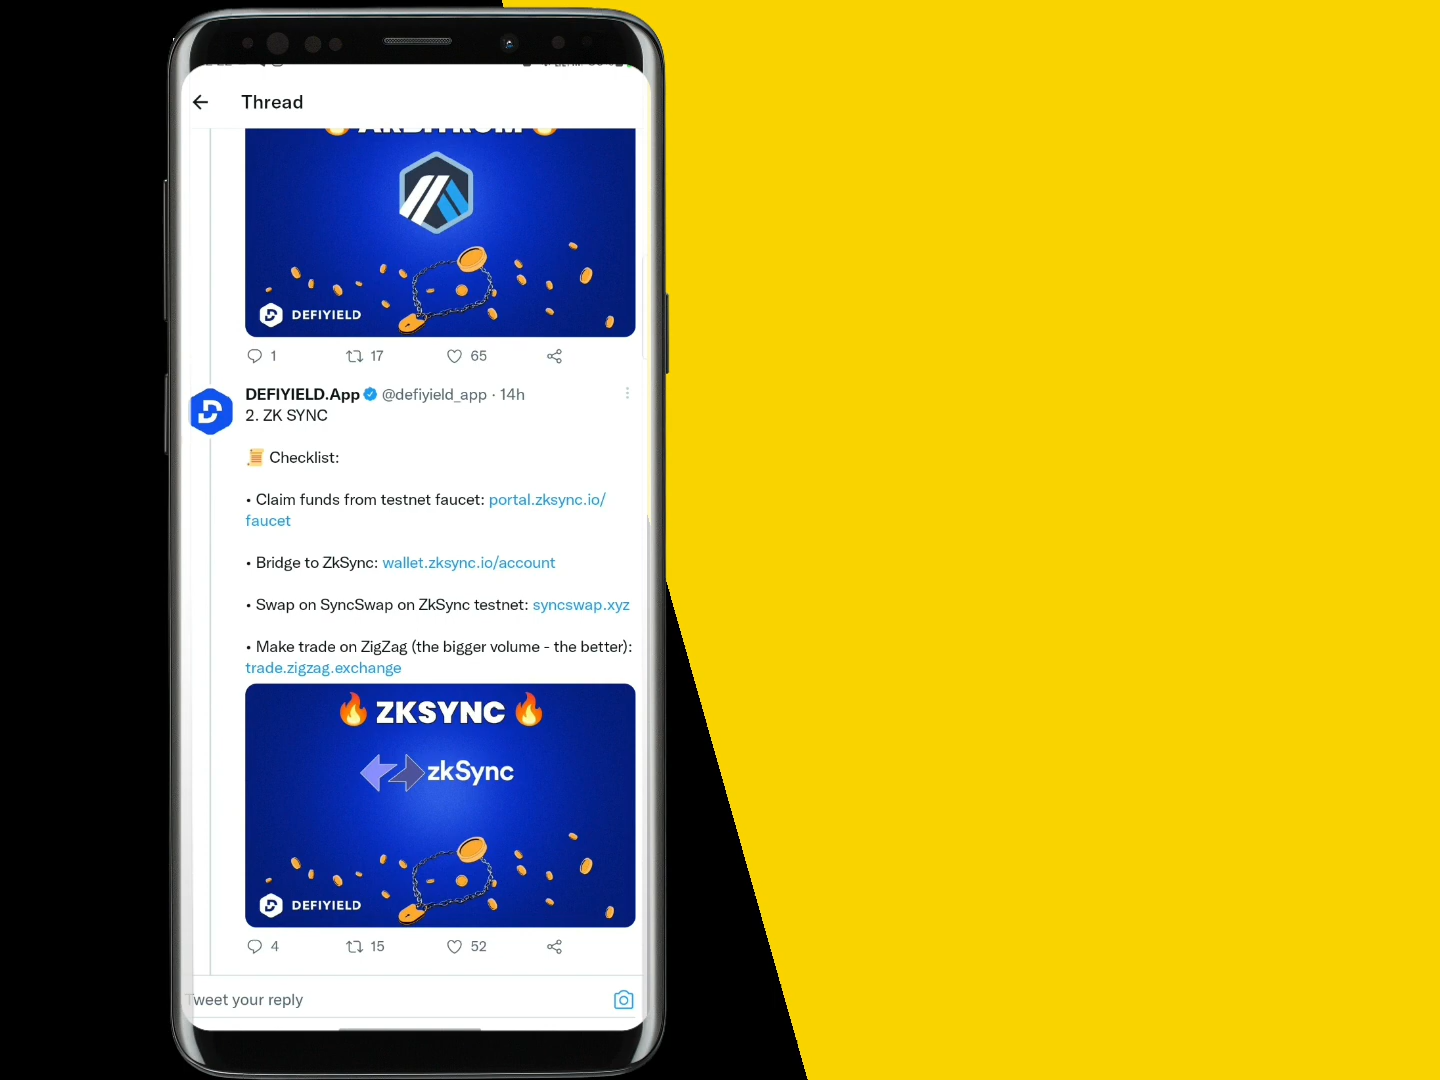 Thread
ARBITRUM
DEFIYIELD
1 17 65
DEFIYIELD.App @defiyield_app · 14h
2. ZK SYNC
📜 Checklist:
• Claim funds from testnet faucet: portal.zksync.io/
faucet
• Bridge to ZkSync: wallet.zksync.io/account
• Swap on SyncSwap on ZkSync testnet: syncswap.xyz
• Make trade on ZigZag (the bigger volume - the better):
trade.zigzag.exchange
🔥 ZKSYNC 🔥
zkSync
DEFIYIELD
4 15 52
Tweet your reply